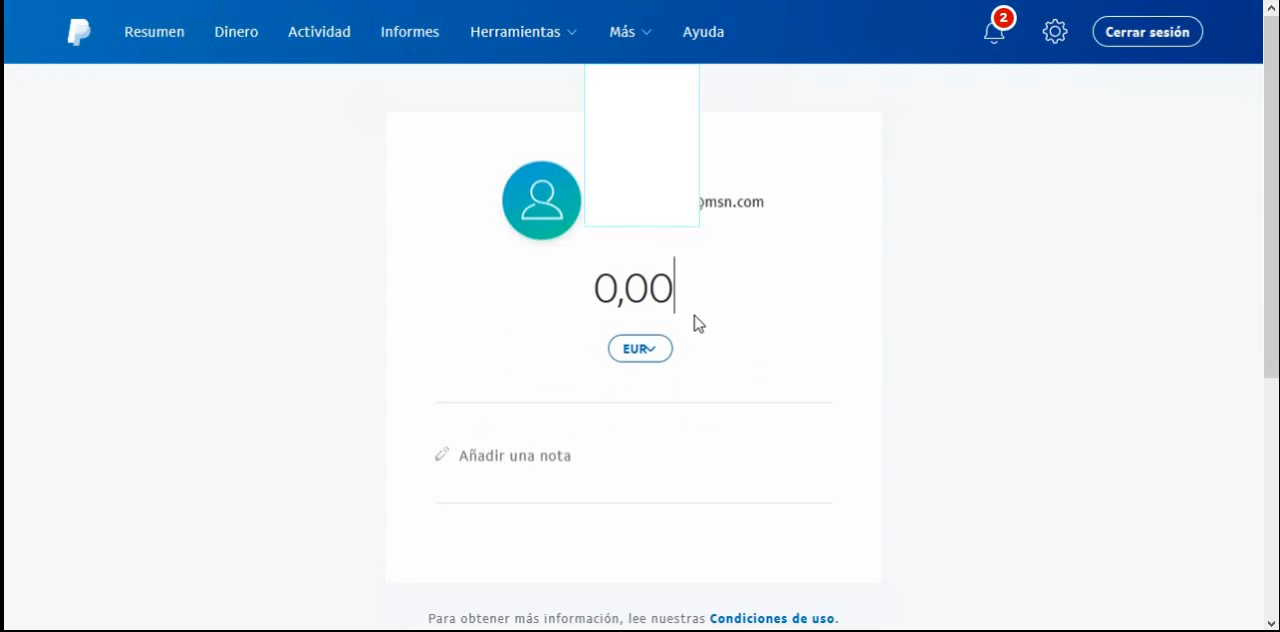 Resumen Dinero Actividad Informes Herramientas Más Ayuda 2 Cerrar sesión
@msn.com
0,00
EUR
Añadir una nota
Para obtener más información, lee nuestras Condiciones de uso.